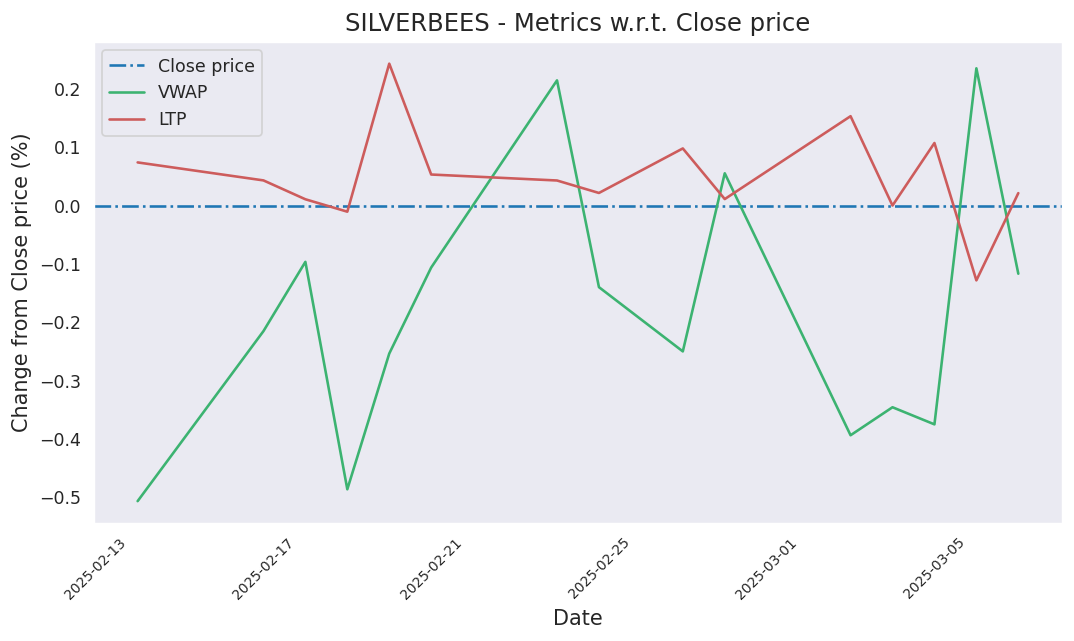 SILVERBEES - Metrics w.r.t. Close price
Close price
VWAP
LTP
Change from Close price (%)
0.2
0.1
0.0
−0.1
−0.2
−0.3
−0.4
−0.5
2025-02-13
2025-02-17
2025-02-21
2025-02-25
2025-03-01
2025-03-05
Date